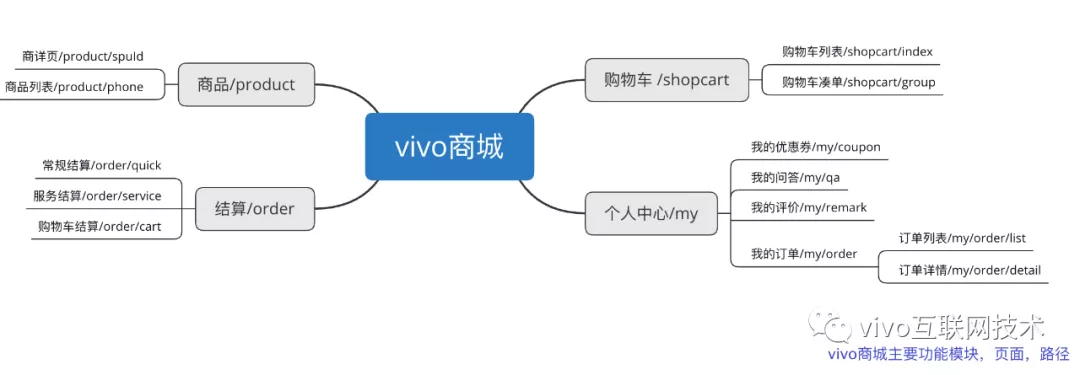 vivo商城
商品/product
商详页/product/spuId
商品列表/product/phone
结算/order
常规结算/order/quick
服务结算/order/service
购物车结算/order/cart
购物车 /shopcart
购物车列表/shopcart/index
购物车凑单/shopcart/group
个人中心/my
我的优惠券/my/coupon
我的问答/my/qa
我的评价/my/remark
我的订单/my/order
订单列表/my/order/list
订单详情/my/order/detail
vivo互联网技术
vivo商城主要功能模块，页面，路径